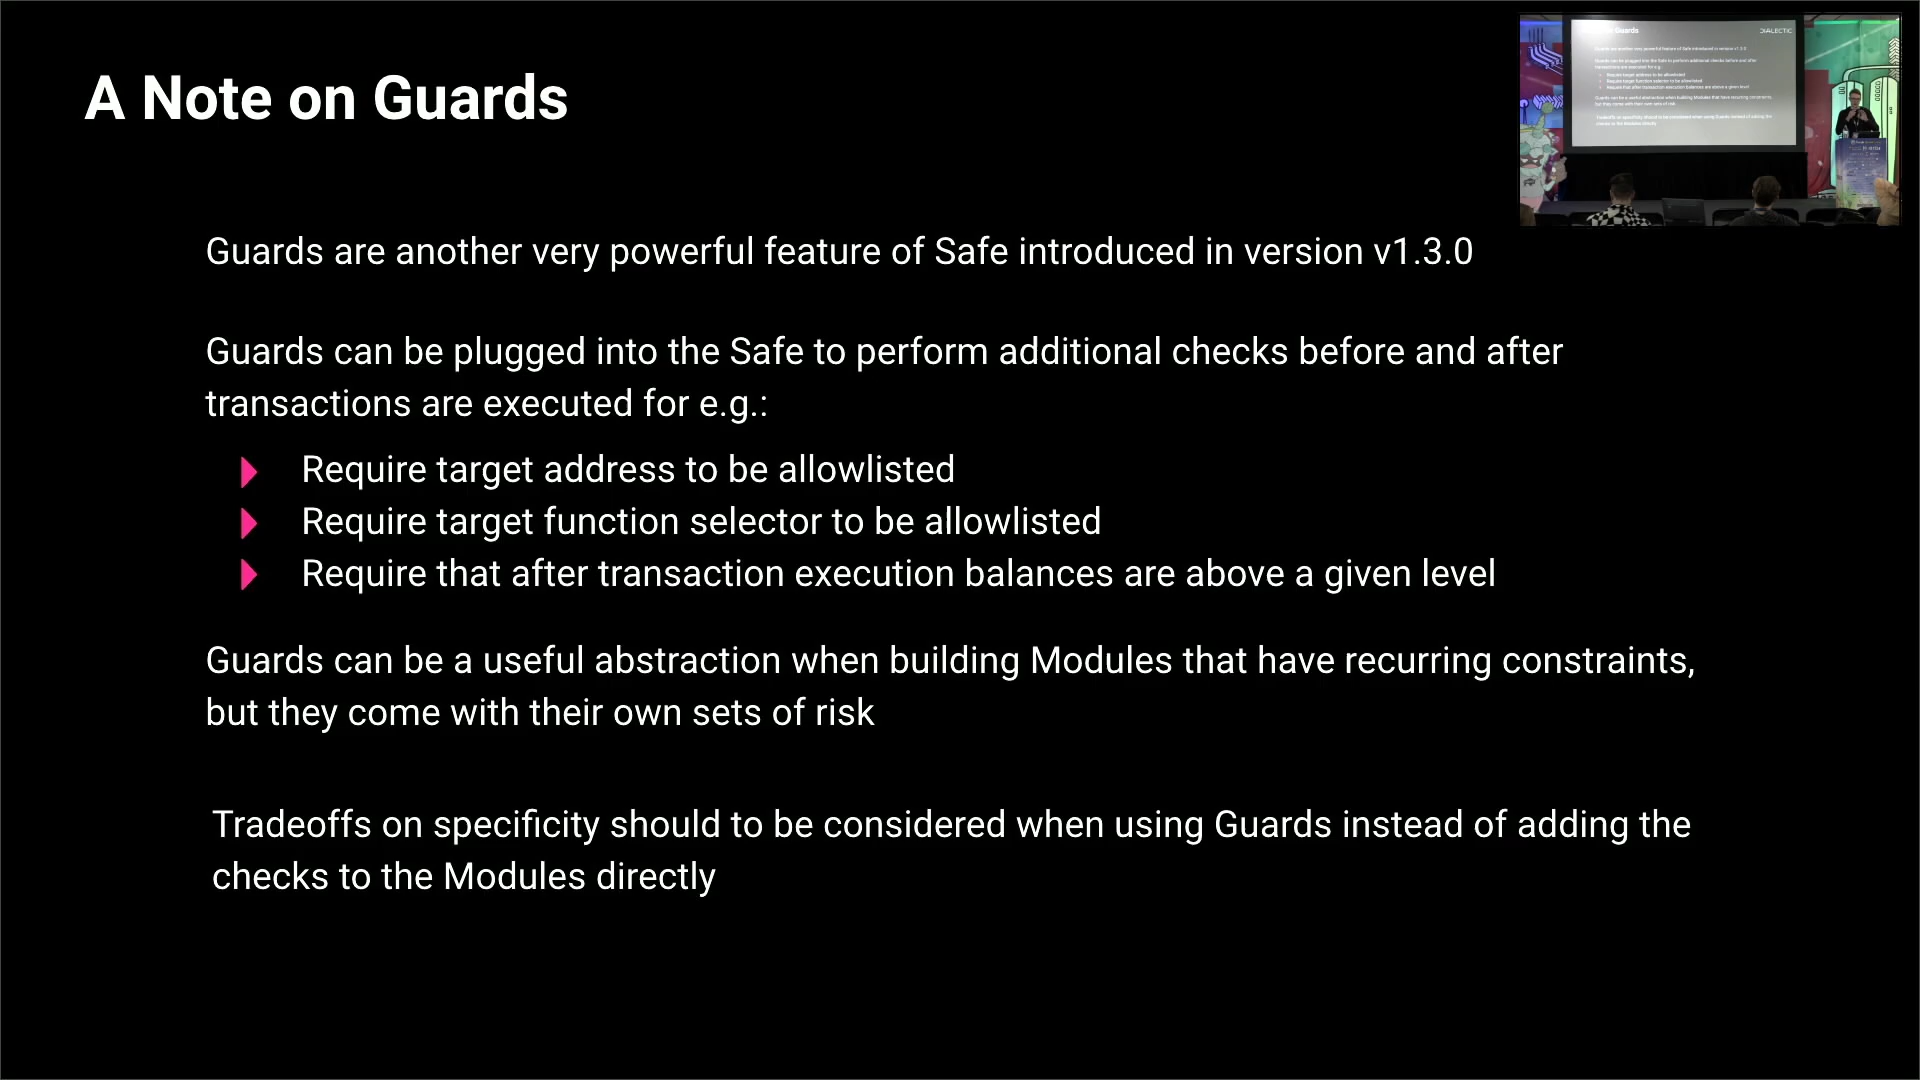 A Note on Guards
Guards are another very powerful feature of Safe introduced in version v1.3.0
Guards can be plugged into the Safe to perform additional checks before and after
transactions are executed for e.g.:
Require target address to be allowlisted
Require target function selector to be allowlisted
Require that after transaction execution balances are above a given level
Guards can be a useful abstraction when building Modules that have recurring constraints,
but they come with their own sets of risk
Tradeoffs on specificity should to be considered when using Guards instead of adding the
checks to the Modules directly
DIALECTIC